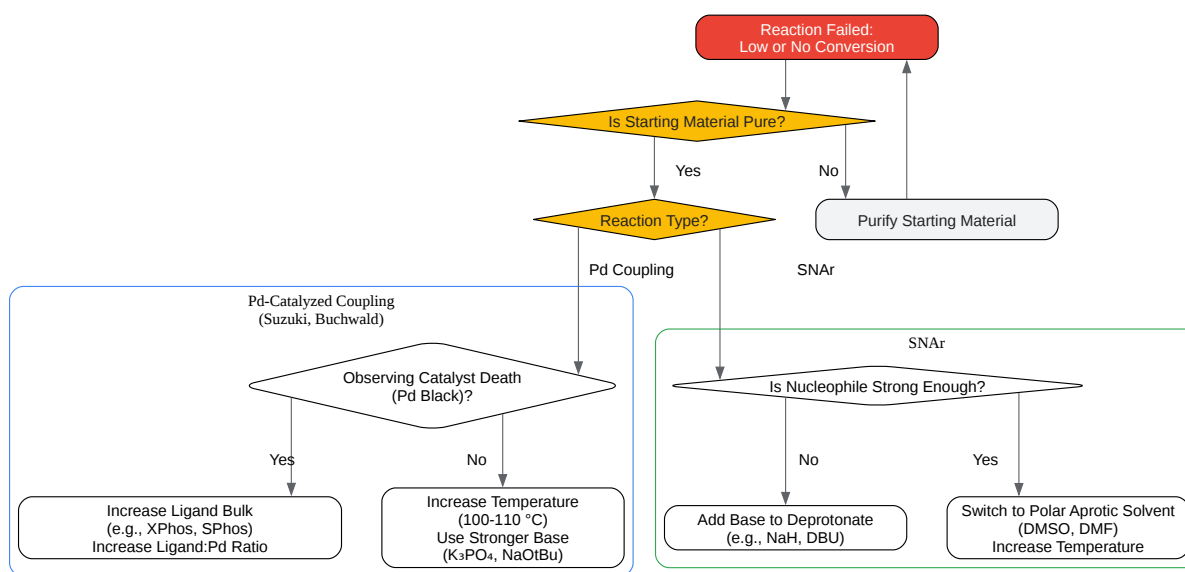 Reaction Failed:
Low or No Conversion
Is Starting Material Pure?
Yes
No
Reaction Type?
Purify Starting Material
Pd Coupling
SNAr
Pd-Catalyzed Coupling
(Suzuki, Buchwald)
SNAr
Observing Catalyst Death
(Pd Black)?
Is Nucleophile Strong Enough?
Yes
No
No
Yes
Increase Ligand Bulk
(e.g., XPhos, SPhos)
Increase Ligand:Pd Ratio
Increase Temperature
(100-110 °C)
Use Stronger Base
(K₃PO₄, NaOtBu)
Add Base to Deprotonate
(e.g., NaH, DBU)
Switch to Polar Aprotic Solvent
(DMSO, DMF)
Increase Temperature